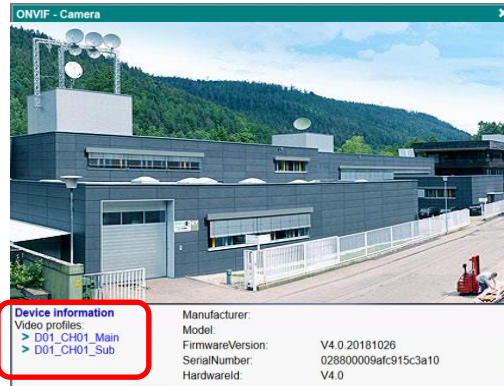 ONVIF - Camera
Device information
Video profiles:
> D01_CH01_Main
> D01_CH01_Sub
Manufacturer:
Model:
FirmwareVersion: V4.0.20181026
SerialNumber: 028800009afc915c3a10
HardwareId: V4.0